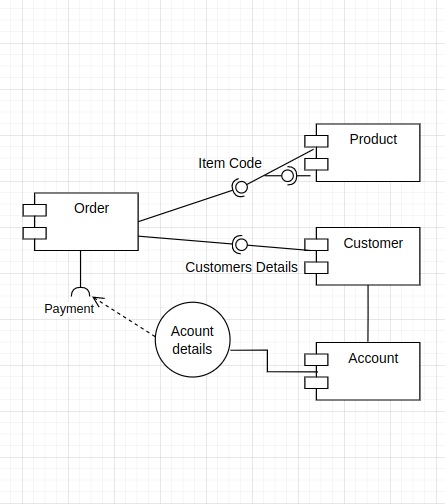 Product
Item Code
Order
Customer
Customers Details
Payment
Acount
details
Account